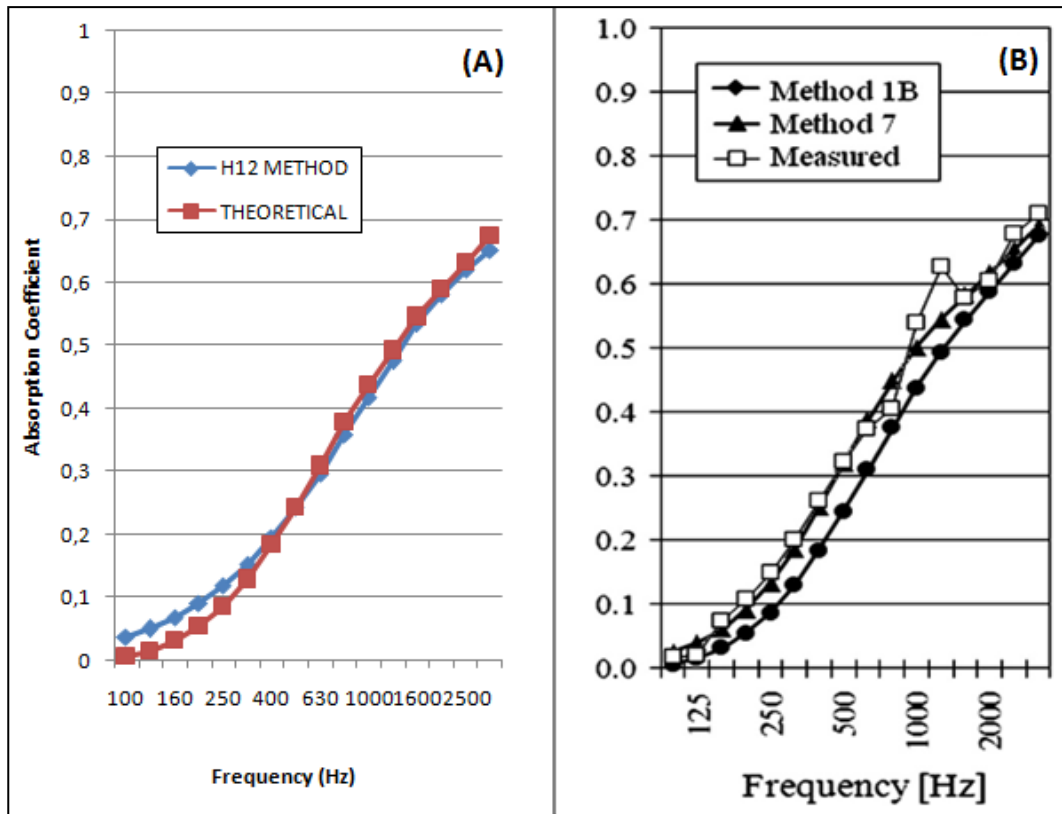 (A)
1
0,9
0,8
0,7
0,6
0,5
0,4
0,3
0,2
0,1
0
Absorption Coefficient
H12 METHOD
THEORETICAL
100 160 250 400 630 1000 1600 2500
Frequency (Hz)
(B)
1.0
0.9
0.8
0.7
0.6
0.5
0.4
0.3
0.2
0.1
0.0
Method 1B
Method 7
Measured
125 250 500 1000 2000
Frequency [Hz]